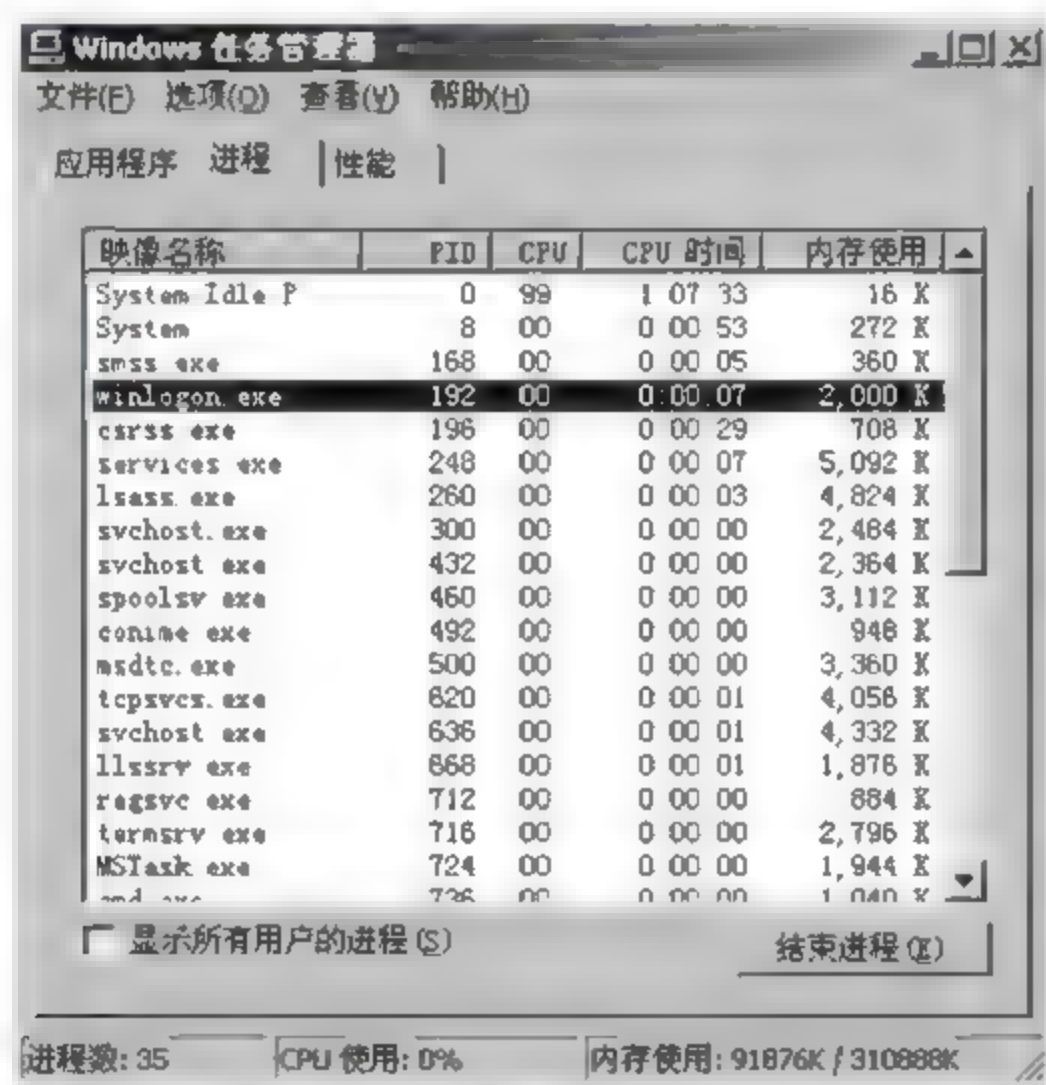 Windows 任务管理器
文件(F) 选项(O) 查看(V) 帮助(H)
应用程序 进程 性能
映像名称 PID CPU CPU 时间 内存使用
System Idle P 0 99 1 07 33 16 K
System 8 00 0 00 53 272 K
smss exe 168 00 0 00 05 360 K
winlogon.exe 192 00 0:00.07 2,000 K
csrss exe 196 00 0 00 29 708 K
services exe 248 00 0 00 07 5,092 K
lsass.exe 260 00 0 00 03 4,824 K
svchost.exe 300 00 0 00 00 2,484 K
svchost exe 432 00 0 00 00 2,364 K
spoolsv exe 460 00 0 00 00 3,112 K
conime exe 492 00 0 00 00 948 K
msdtc.exe 500 00 0 00 00 3,360 K
tcpsvcs.exe 620 00 0 00 01 4,056 K
svchost exe 636 00 0 00 01 4,332 K
llssrv exe 668 00 0 00 01 1,876 K
regsvc exe 712 00 0 00 00 884 K
termsrv exe 716 00 0 00 00 2,796 K
MSTask exe 724 00 0 00 00 1,944 K
cmd exe 736 00 0 00 00 1 040 K
显示所有用户的进程(S) 结束进程(E)
进程数: 35 CPU 使用: 0% 内存使用: 91876K / 310888K